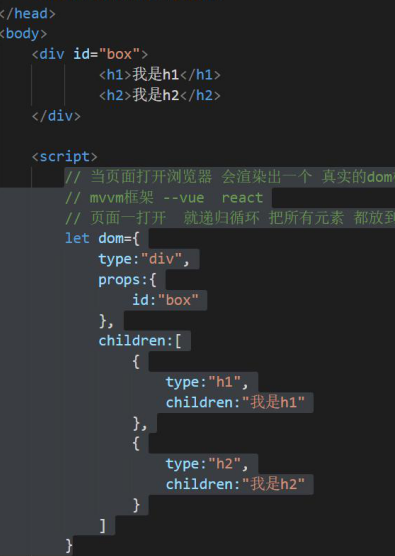 </head>
<body>
<div id="box">
<h1>我是h1</h1>
<h2>我是h2</h2>
</div>
<script>
// 当页面打开浏览器 会渲染出一个 真实的dom
// mvvm框架 --vue react
// 页面一打开 就递归循环 把所有元素 都放到
let dom={
type:"div",
props:{
id:"box"
},
children:[
{
type:"h1",
children:"我是h1"
},
{
type:"h2",
children:"我是h2"
}
]
}